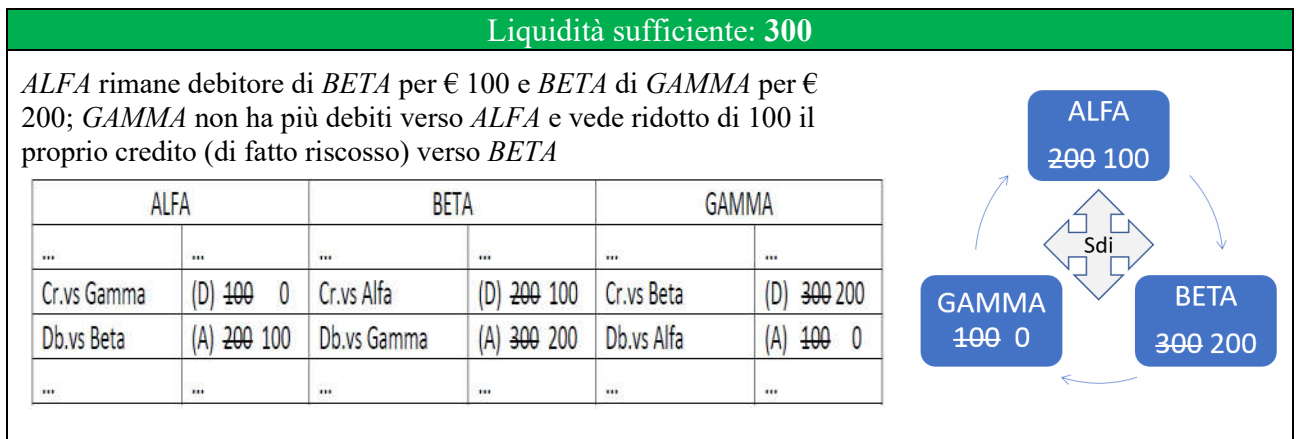 Liquidità sufficiente: 300
ALFA rimane debitore di BETA per € 100 e BETA di GAMMA per €
200; GAMMA non ha più debiti verso ALFA e vede ridotto di 100 il
proprio credito (di fatto riscosso) verso BETA
ALFA BETA GAMMA
... ... ... ... ... ...
Cr.vs Gamma (D) 100 0 Cr.vs Alfa (D) 200 100 Cr.vs Beta (D) 300 200
Db.vs Beta (A) 200 100 Db.vs Gamma (A) 300 200 Db.vs Alfa (A) 100 0
... ... ... ... ... ...
ALFA
200 100
Sdi
GAMMA
100 0
BETA
300 200